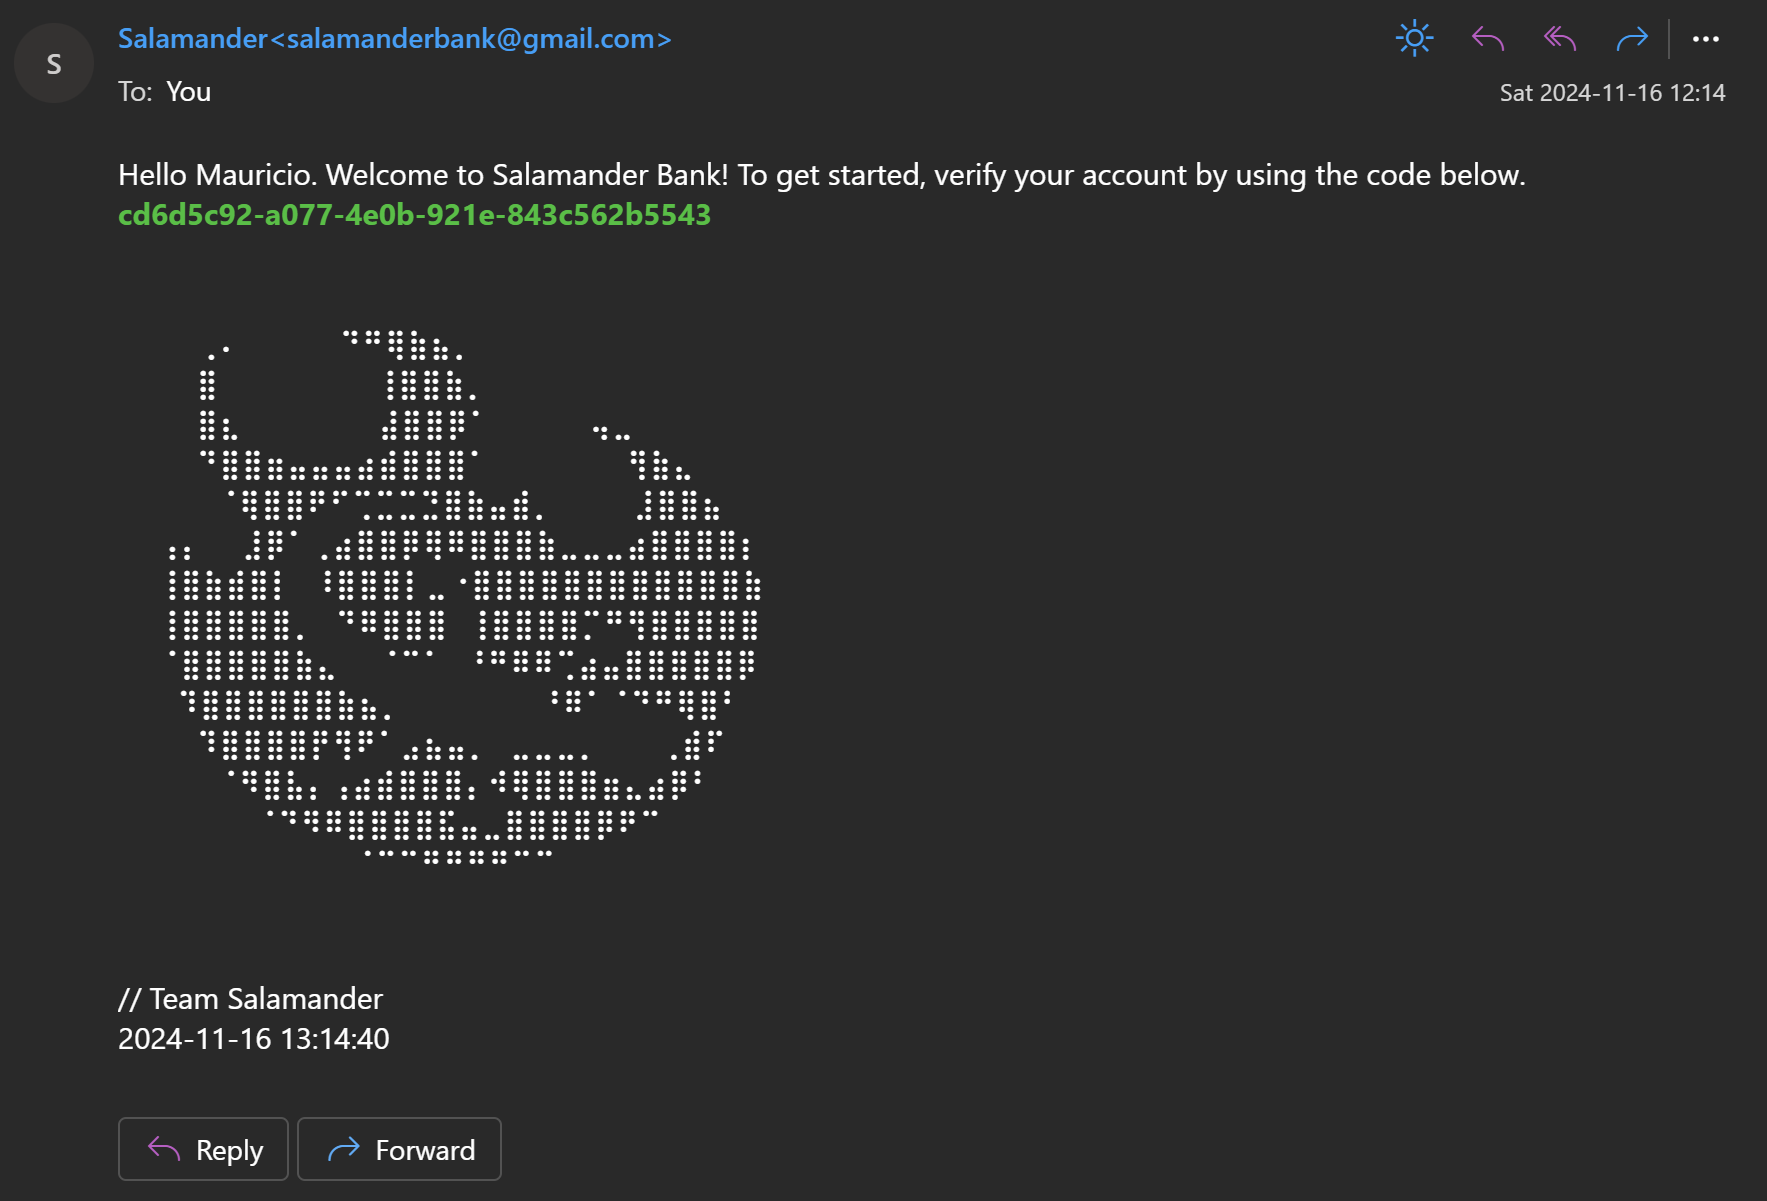 S
Salamander<salamanderbank@gmail.com>
To: You
Sat 2024-11-16 12:14
Hello Mauricio. Welcome to Salamander Bank! To get started, verify your account by using the code below.
cd6d5c92-a077-4e0b-921e-843c562b5543
// Team Salamander
2024-11-16 13:14:40
Reply
Forward